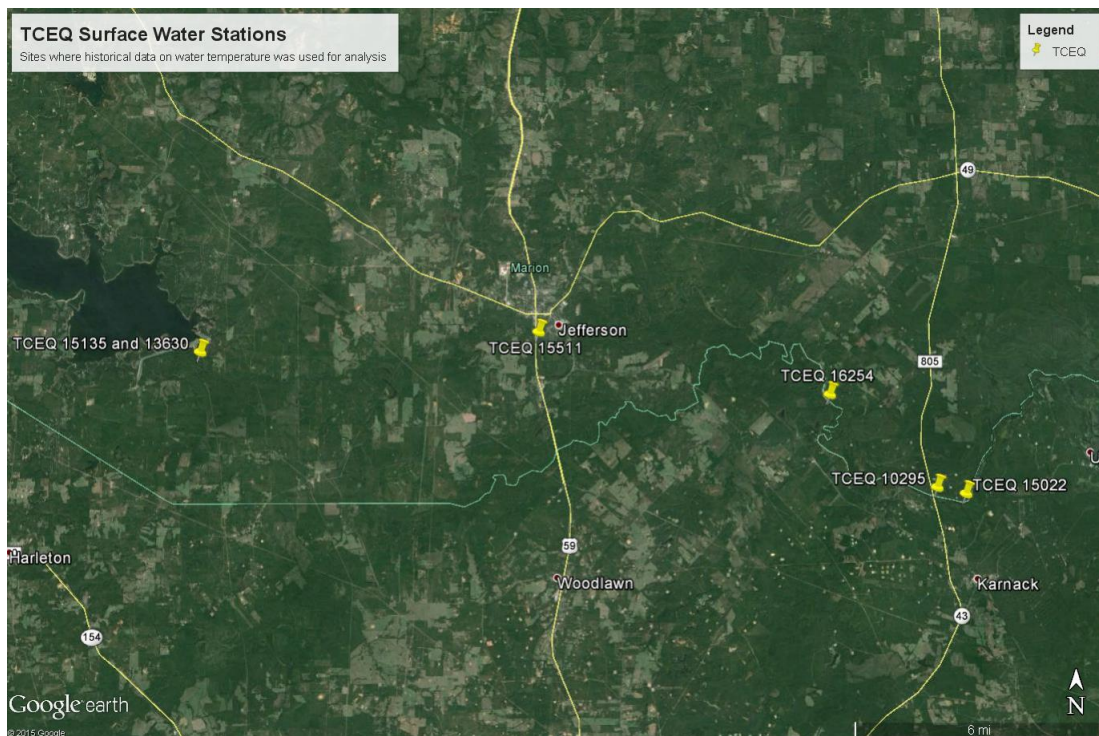 TCEQ Surface Water Stations
Sites where historical data on water temperature was used for analysis
Legend
TCEQ
49
Marion
Jefferson
TCEQ 15135 and 13630
TCEQ 15511
805
TCEQ 16254
U
TCEQ 10295
TCEQ 15022
59
Harleton
Woodlawn
Karnack
43
154
Google earth
N
© 2015 Google
6 mi